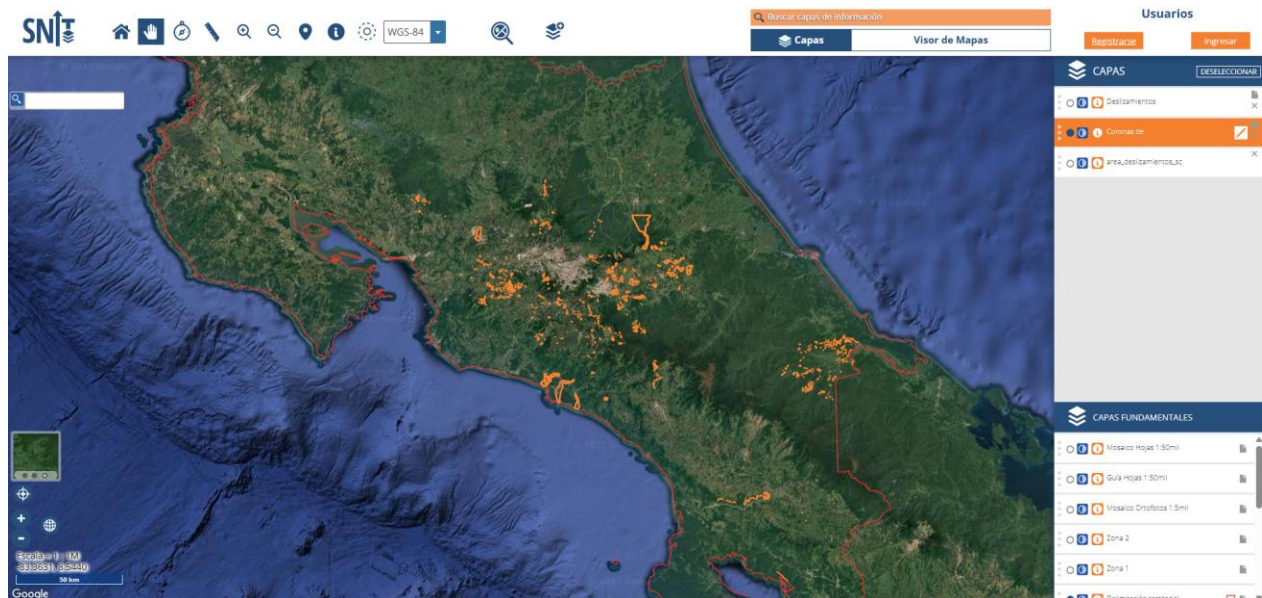 SNIT
WGS-84
Buscar capas de información
Capas
Visor de Mapas
Usuarios
Registrarse
Ingresar
CAPAS
DESELECCIONAR
Deslizamientos
Coronas de
area_deslizamientos_sc
CAPAS FUNDAMENTALES
Mosaico Hojas 1:50mil
Guía Hojas 1:50mil
Mosaico Ortofotos 1:5mil
Zona 2
Zona 1
Escala = 1 : 1M
50 km
Google